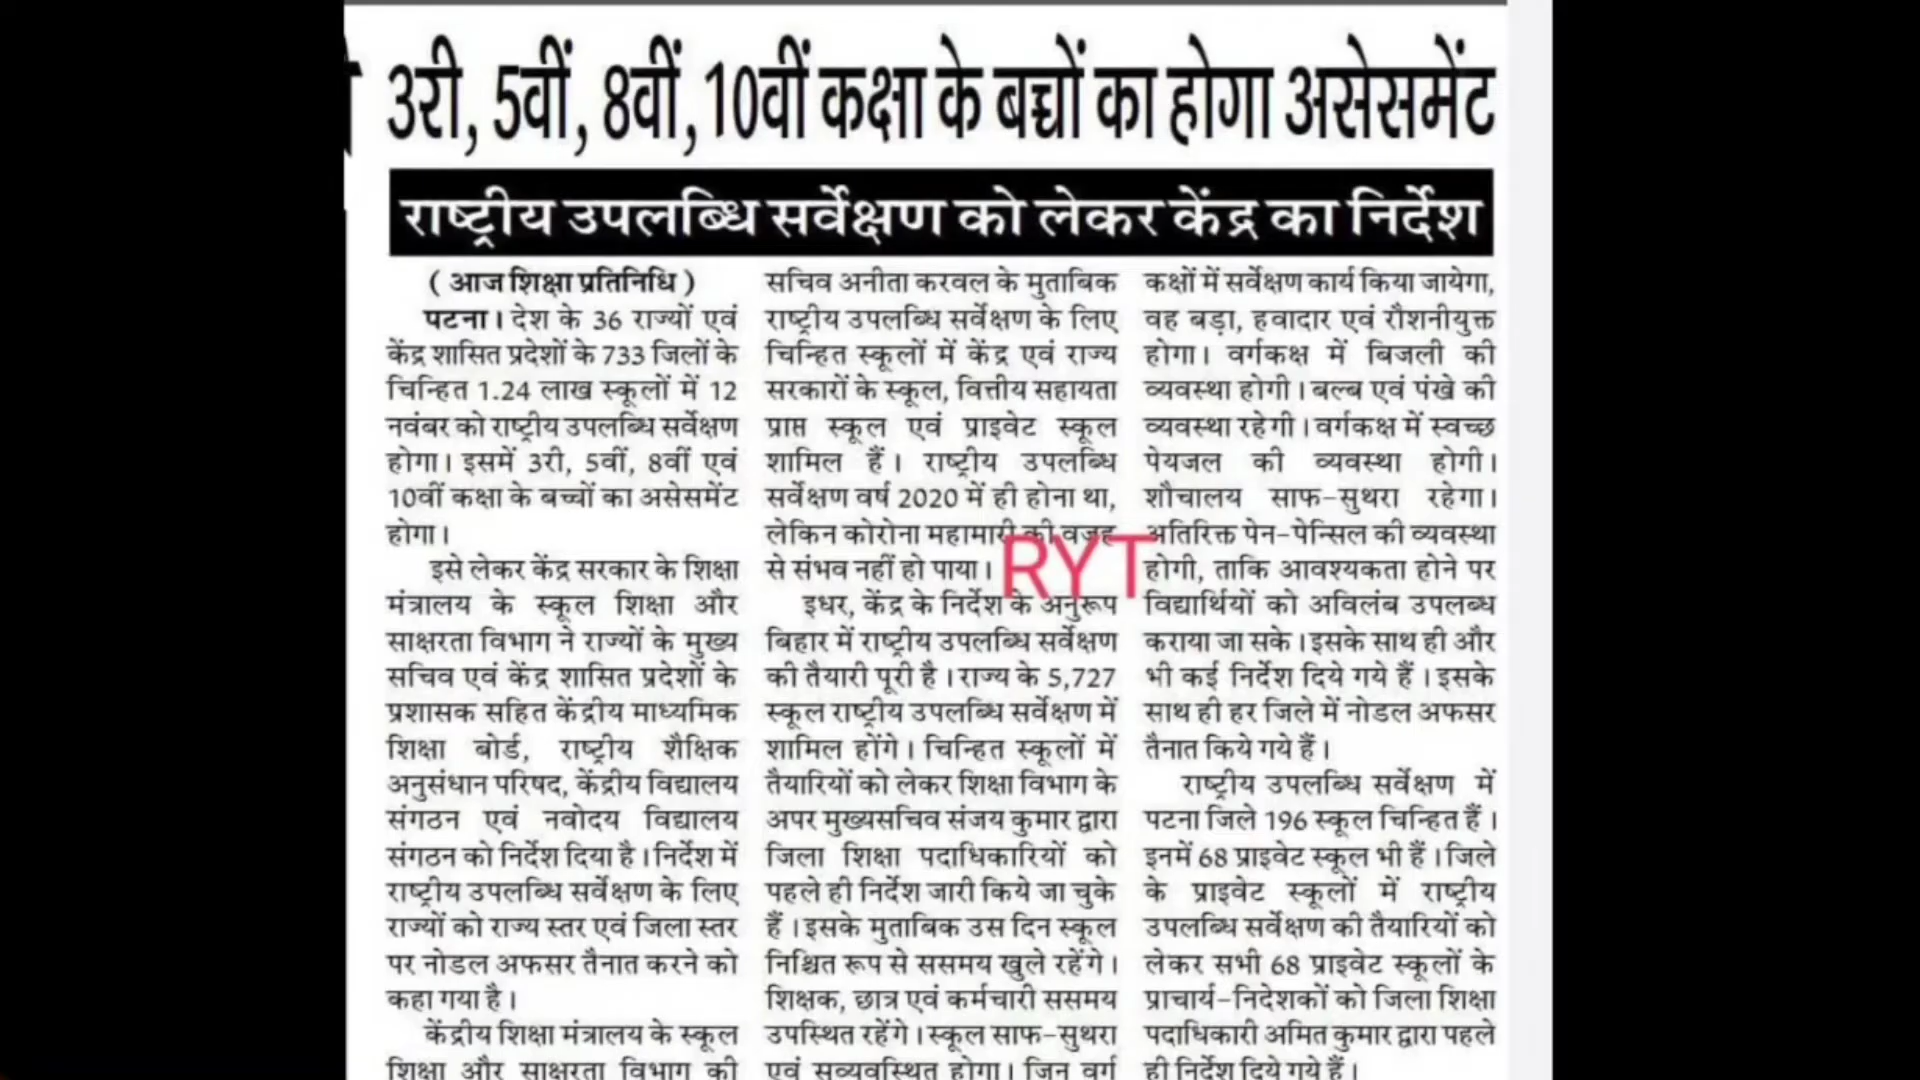 3री, 5वीं, 8वीं, 10वीं कक्षा के बच्चों का होगा असेसमेंट
राष्ट्रीय उपलब्धि सर्वेक्षण को लेकर केंद्र का निर्देश
( आज शिक्षा प्रतिनिधि )
पटना। देश के 36 राज्यों एवं
केंद्र शासित प्रदेशों के 733 जिलों के
चिन्हित 1.24 लाख स्कूलों में 12
नवंबर को राष्ट्रीय उपलब्धि सर्वेक्षण
होगा। इसमें 3री, 5वीं, 8वीं एवं
10वीं कक्षा के बच्चों का असेसमेंट
होगा।
इसे लेकर केंद्र सरकार के शिक्षा
मंत्रालय के स्कूल शिक्षा और
साक्षरता विभाग ने राज्यों के मुख्य
सचिव एवं केंद्र शासित प्रदेशों के
प्रशासक सहित केंद्रीय माध्यमिक
शिक्षा बोर्ड, राष्ट्रीय शैक्षिक
अनुसंधान परिषद, केंद्रीय विद्यालय
संगठन एवं नवोदय विद्यालय
संगठन को निर्देश दिया है। निर्देश में
राष्ट्रीय उपलब्धि सर्वेक्षण के लिए
राज्यों को राज्य स्तर एवं जिला स्तर
पर नोडल अफसर तैनात करने को
कहा गया है।
केंद्रीय शिक्षा मंत्रालय के स्कूल
शिक्षा और साक्षरता विभाग की
सचिव अनीता करवल के मुताबिक
राष्ट्रीय उपलब्धि सर्वेक्षण के लिए
चिन्हित स्कूलों में केंद्र एवं राज्य
सरकारों के स्कूल, वित्तीय सहायता
प्राप्त स्कूल एवं प्राइवेट स्कूल
शामिल हैं। राष्ट्रीय उपलब्धि
सर्वेक्षण वर्ष 2020 में ही होना था,
लेकिन कोरोना महामारी की वजह
से संभव नहीं हो पाया।
इधर, केंद्र के निर्देश के अनुरूप
बिहार में राष्ट्रीय उपलब्धि सर्वेक्षण
की तैयारी पूरी है। राज्य के 5,727
स्कूल राष्ट्रीय उपलब्धि सर्वेक्षण में
शामिल होंगे। चिन्हित स्कूलों में
तैयारियों को लेकर शिक्षा विभाग के
अपर मुख्यसचिव संजय कुमार द्वारा
जिला शिक्षा पदाधिकारियों को
पहले ही निर्देश जारी किये जा चुके
हैं। इसके मुताबिक उस दिन स्कूल
निश्चित रूप से ससमय खुले रहेंगे।
शिक्षक, छात्र एवं कर्मचारी ससमय
उपस्थित रहेंगे। स्कूल साफ-सुथरा
एवं सुव्यवस्थित होगा। जिन वर्ग
कक्षों में सर्वेक्षण कार्य किया जायेगा,
वह बड़ा, हवादार एवं रौशनीयुक्त
होगा। वर्गकक्ष में बिजली की
व्यवस्था होगी। बल्ब एवं पंखे की
व्यवस्था रहेगी। वर्गकक्ष में स्वच्छ
पेयजल की व्यवस्था होगी।
शौचालय साफ-सुथरा रहेगा।
अतिरिक्त पेन-पेन्सिल की व्यवस्था
होगी, ताकि आवश्यकता होने पर
विद्यार्थियों को अविलंब उपलब्ध
कराया जा सके। इसके साथ ही और
भी कई निर्देश दिये गये हैं। इसके
साथ ही हर जिले में नोडल अफसर
तैनात किये गये हैं।
राष्ट्रीय उपलब्धि सर्वेक्षण में
पटना जिले 196 स्कूल चिन्हित हैं।
इनमें 68 प्राइवेट स्कूल भी हैं। जिले
के प्राइवेट स्कूलों में राष्ट्रीय
उपलब्धि सर्वेक्षण की तैयारियों को
लेकर सभी 68 प्राइवेट स्कूलों के
प्राचार्य-निदेशकों को जिला शिक्षा
पदाधिकारी अमित कुमार द्वारा पहले
ही निर्देश दिये गये हैं।
RYT